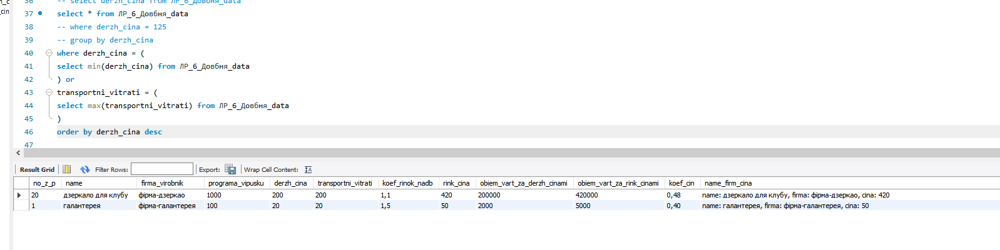 36 -- select derzh_cina from ЛР_6_Довбня_data
37 select * from ЛР_6_Довбня_data
38 -- where derzh_cina = 125
39 -- group by derzh_cina
40 where derzh_cina = (
41 select min(derzh_cina) from ЛР_6_Довбня_data
42 ) or
43 transportni_vitrati = (
44 select max(transportni_vitrati) from ЛР_6_Довбня_data
45 )
46 order by derzh_cina desc
47
Result Grid Filter Rows: Export: Wrap Cell Content: IA
no_z_p name firma_virobnik programa_vipusku derzh_cina transportni_vitrati koef_rinok_nadb rink_cina obiem_vart_za_derzh_cinami obiem_vart_za_rink_cinami koef_cin name_firm_cina
20 дзеркало для клубу фірма-дзеркао 1000 200 200 1,1 420 200000 420000 0,48 name: дзеркало для клубу, firma: фірма-дзеркао, cina: 420
1 галантерея фірма-галантерея 100 20 20 1,5 50 2000 5000 0,40 name: галантерея, firma: фірма-галантерея, cina: 50